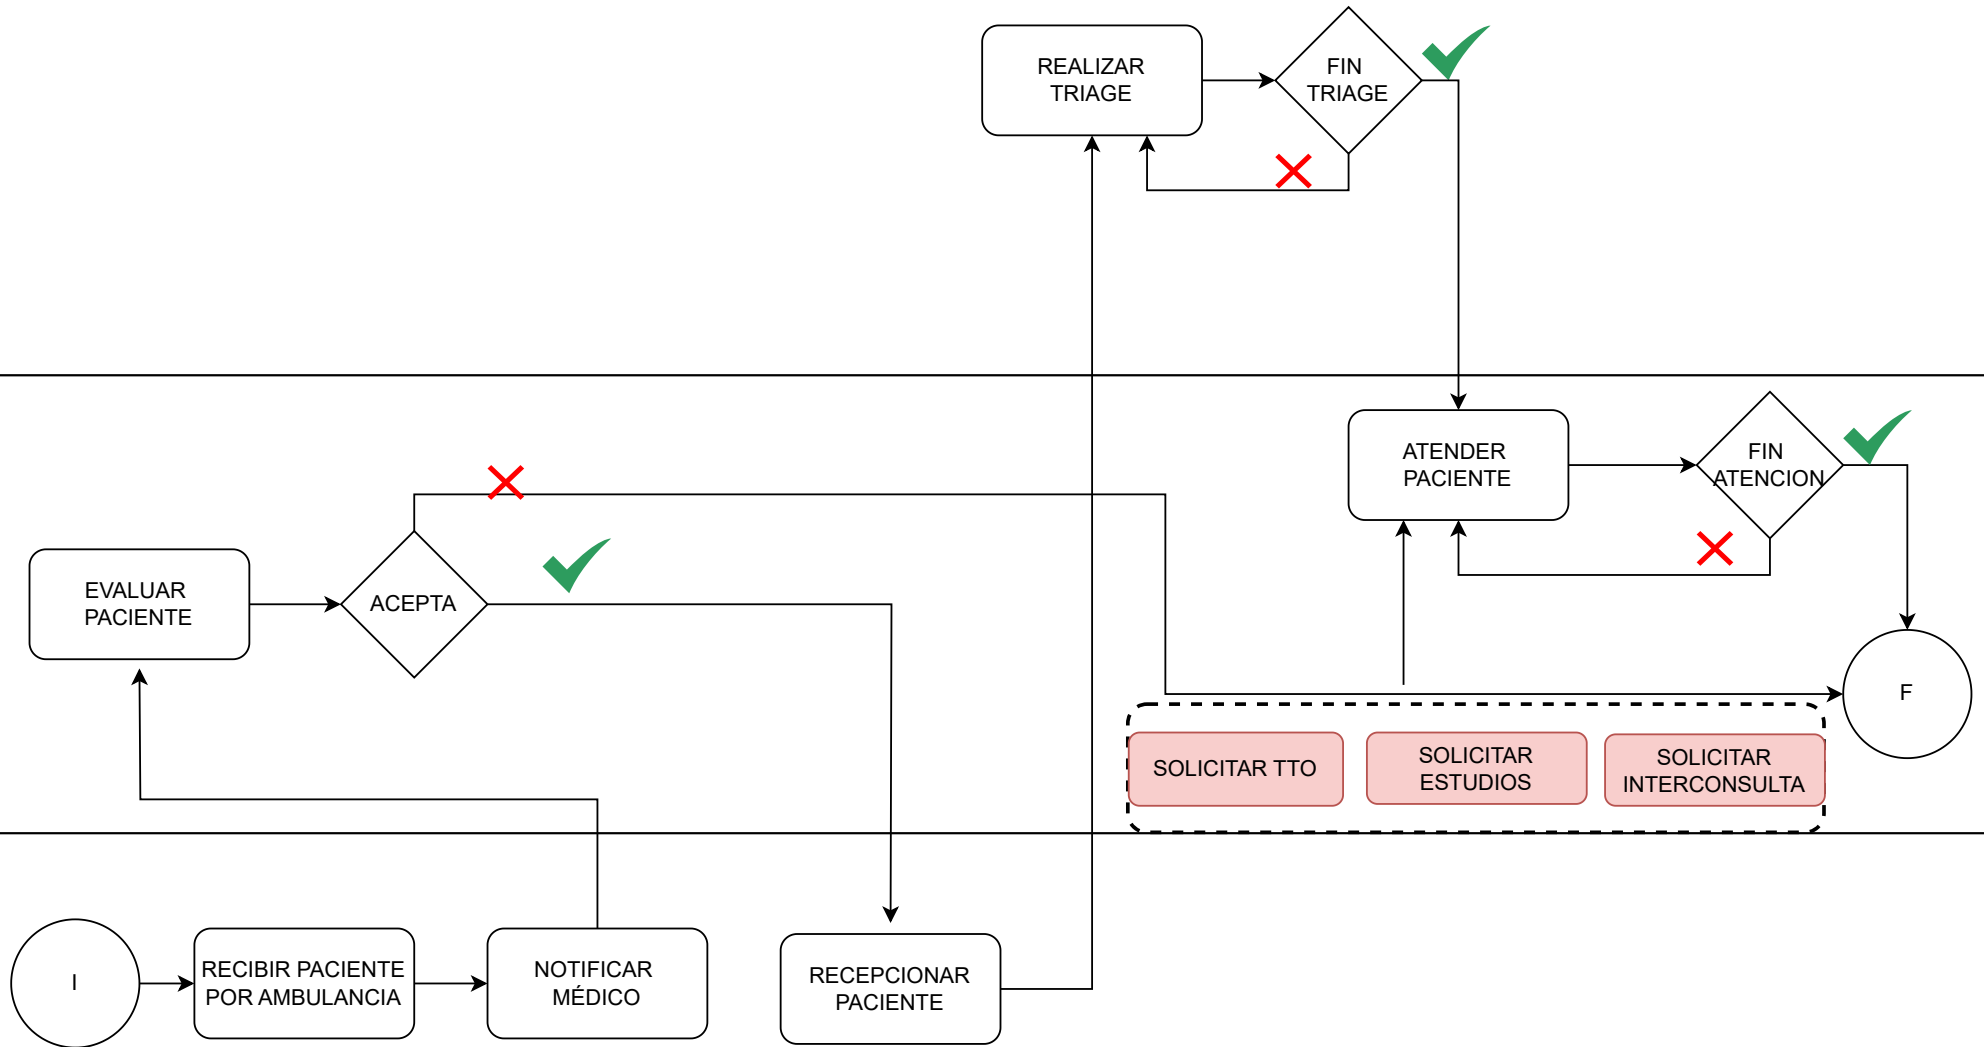 REALIZAR
TRIAGE
FIN
TRIAGE
ATENDER
PACIENTE
FIN
ATENCION
EVALUAR
PACIENTE
ACEPTA
F
SOLICITAR TTO
SOLICITAR
ESTUDIOS
SOLICITAR
INTERCONSULTA
I
RECIBIR PACIENTE
POR AMBULANCIA
NOTIFICAR
MÉDICO
RECEPCIONAR
PACIENTE